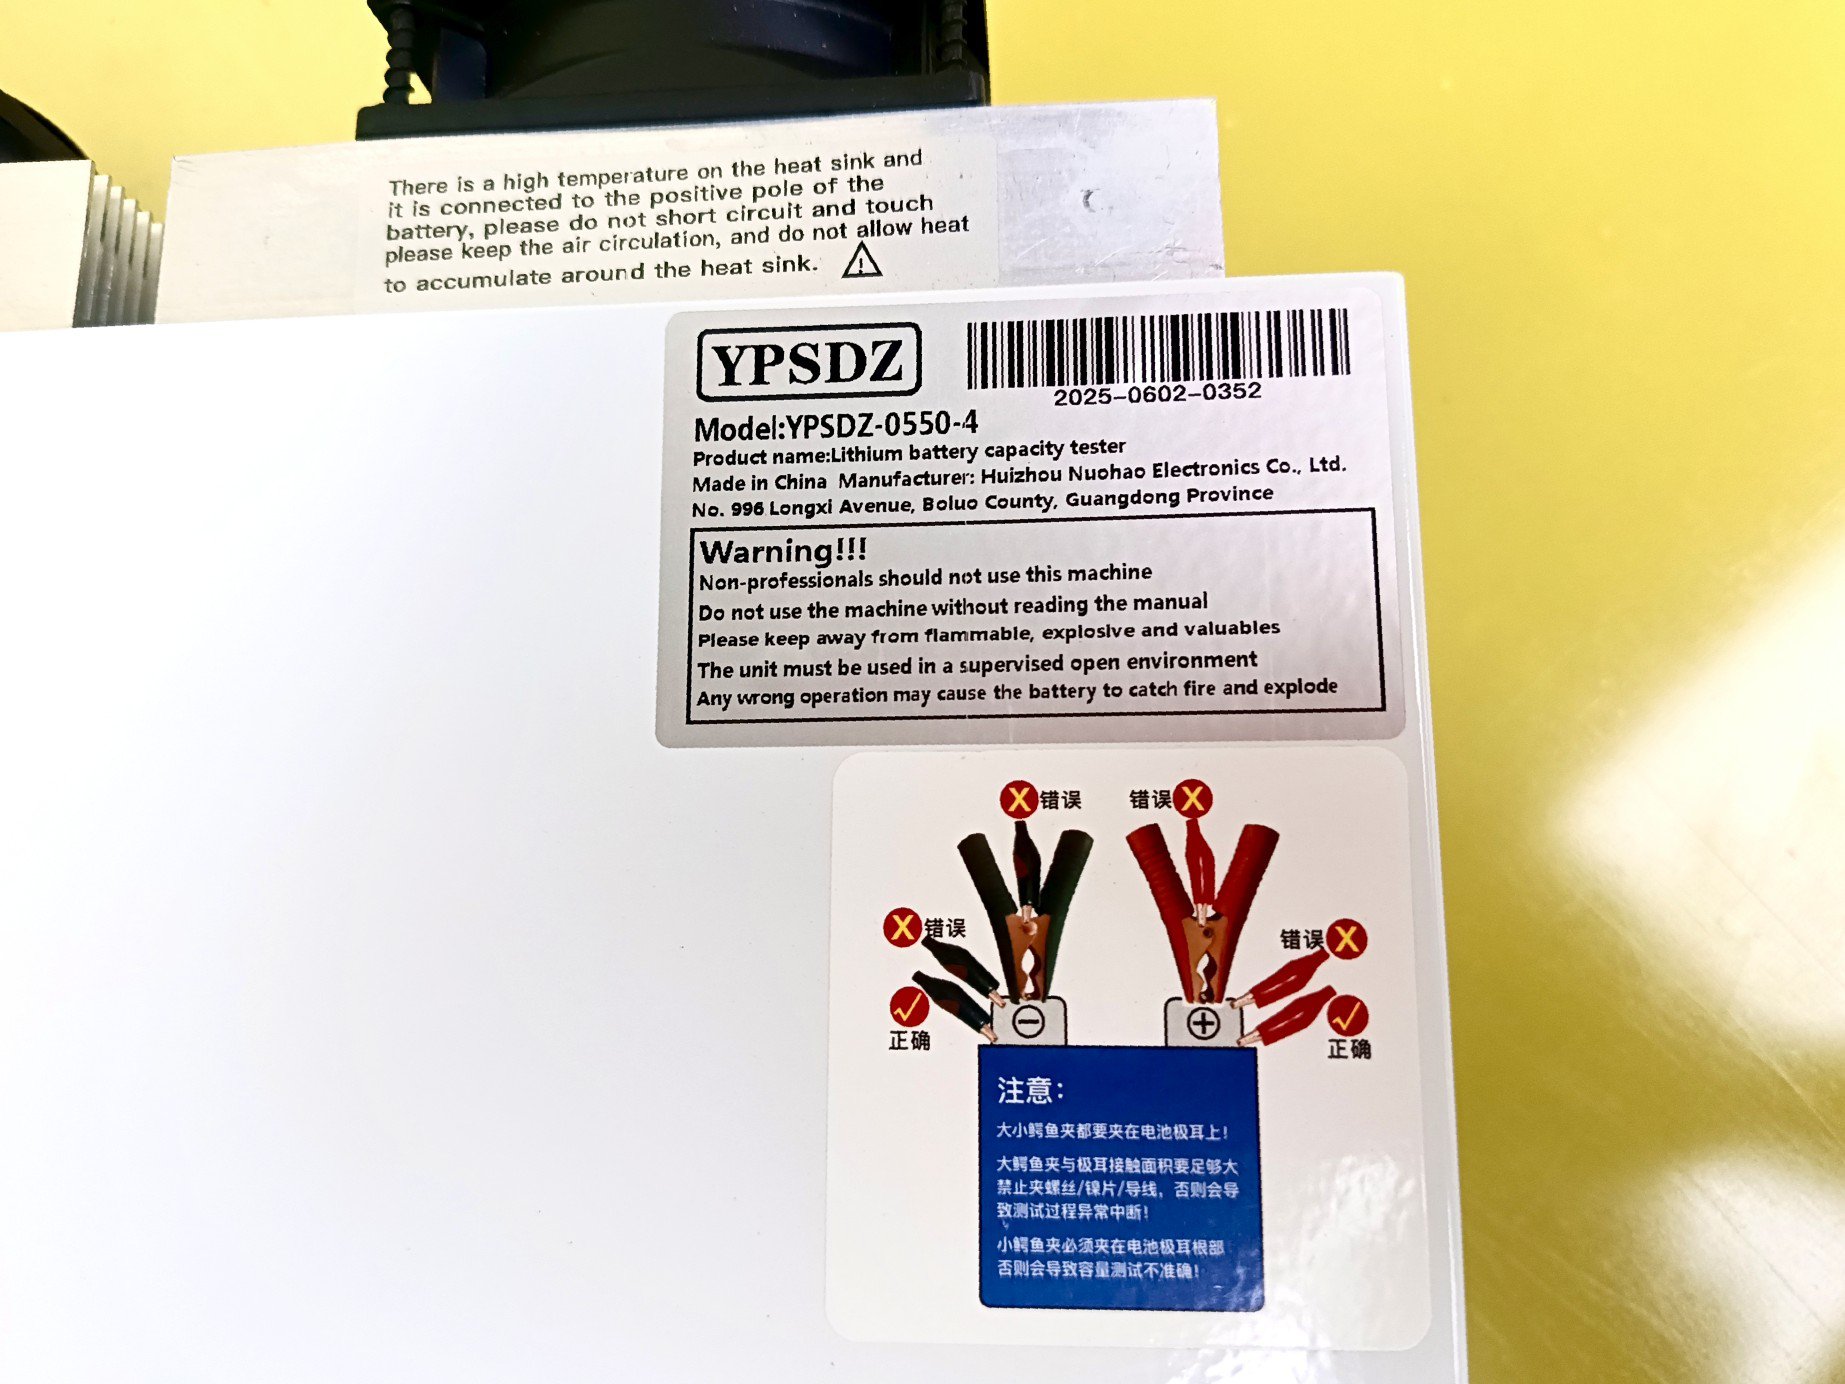 There is a high temperature on the heat sink and
it is connected to the positive pole of the
battery, please do not short circuit and touch
please keep the air circulation, and do not allow heat
to accumulate around the heat sink.
YPSDZ
2025-0602-0352
Model:YPSDZ-0550-4
Product name:Lithium battery capacity tester
Made in China Manufacturer: Huizhou Nuohao Electronics Co., Ltd.
No. 996 Longxi Avenue, Boluo County, Guangdong Province
Warning!!!
Non-professionals should not use this machine
Do not use the machine without reading the manual
Please keep away from flammable, explosive and valuables
The unit must be used in a supervised open environment
Any wrong operation may cause the battery to catch fire and explode
X 错误
错误 X
X 错误
错误 X
正确
正确
注意:
大小鳄鱼夹都要夹在电池极耳上!
大鳄鱼夹与极耳接触面积要足够大
禁止夹螺丝/镍片/导线, 否则会导
致测试过程异常中断!
小鳄鱼夹必须夹在电池极耳根部
否则会导致容量测试不准确!